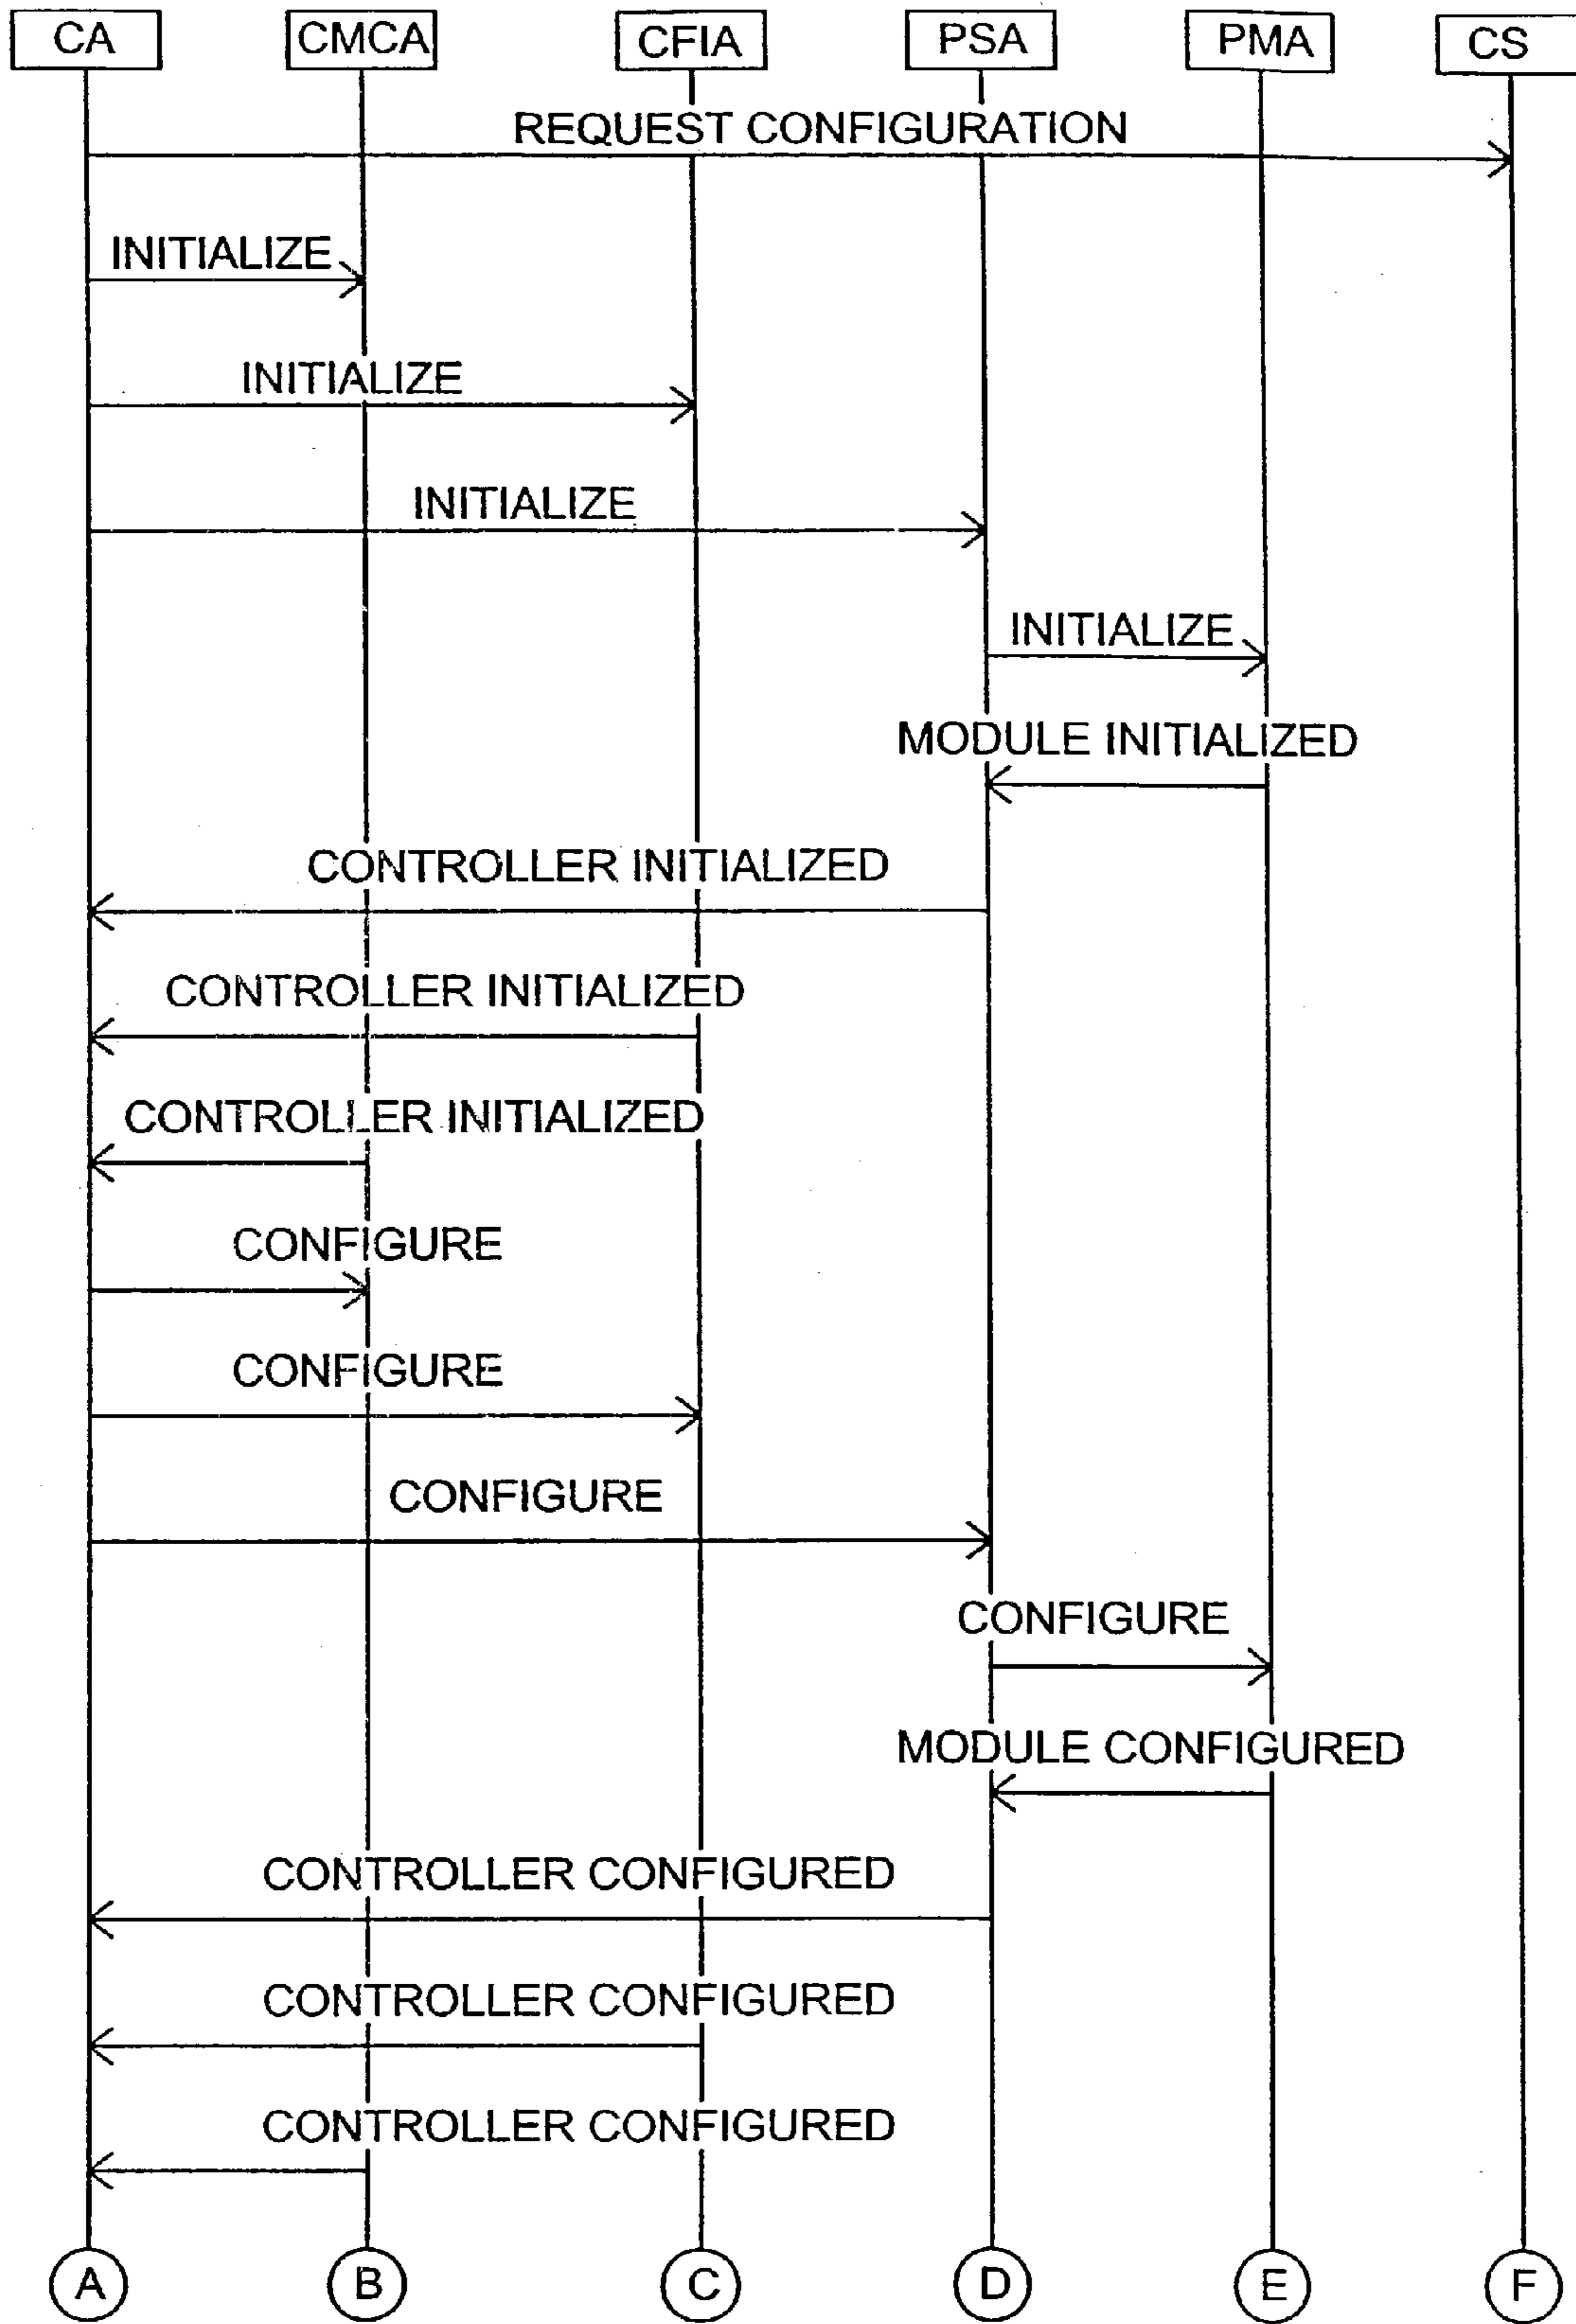 CA CMCA CFIA PSA PMA CS
REQUEST CONFIGURATION
INITIALIZE
INITIALIZE
INITIALIZE
INITIALIZE
MODULE INITIALIZED
CONTROLLER INITIALIZED
CONTROLLER INITIALIZED
CONTROLLER INITIALIZED
CONFIGURE
CONFIGURE
CONFIGURE
CONFIGURE
MODULE CONFIGURED
CONTROLLER CONFIGURED
CONTROLLER CONFIGURED
CONTROLLER CONFIGURED
A B C D E F